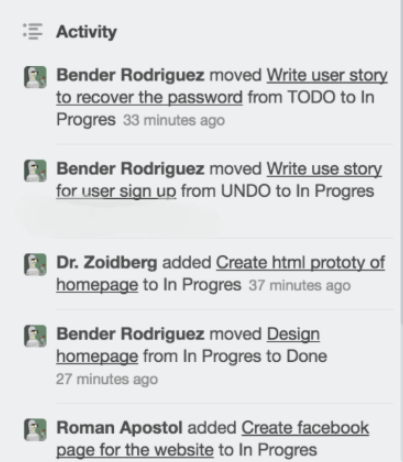 Activity
Bender Rodriguez moved Write user story
to recover the password from TODO to In
Progres 33 minutes ago
Bender Rodriguez moved Write use story
for user sign up from UNDO to In Progres
Dr. Zoidberg added Create html prototy of
homepage to In Progres 37 minutes ago
Bender Rodriguez moved Design
homepage from In Progres to Done
27 minutes ago
Roman Apostol added Create facebook
page for the website to In Progres